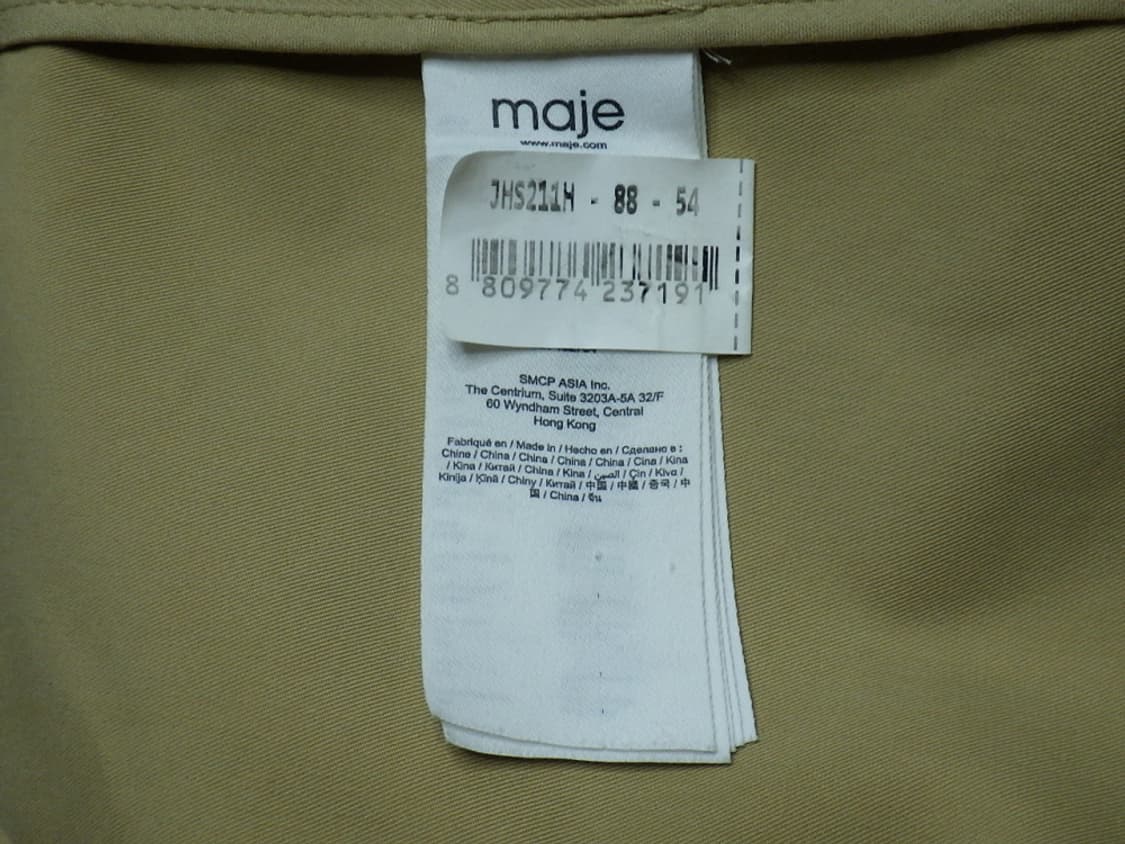 maje
www.maje.com
JHS211H - 88 - 54
8 809774 237191
SMCP ASIA Inc.
The Centrium, Suite 3203A-5A 32/F
60 Wyndham Street, Central
Hong Kong
Fabriqué en / Made in / Hecho en / Сделано в :
Chine / China / China / China / China / Cina / Kina
/ Kina / Китай / China / Kina / الصين / Çin / Kiva /
Kinija / Ķīnā / Chiny / Китай / 中国 / 中國 / 중국 / 中
国 / China / จีน